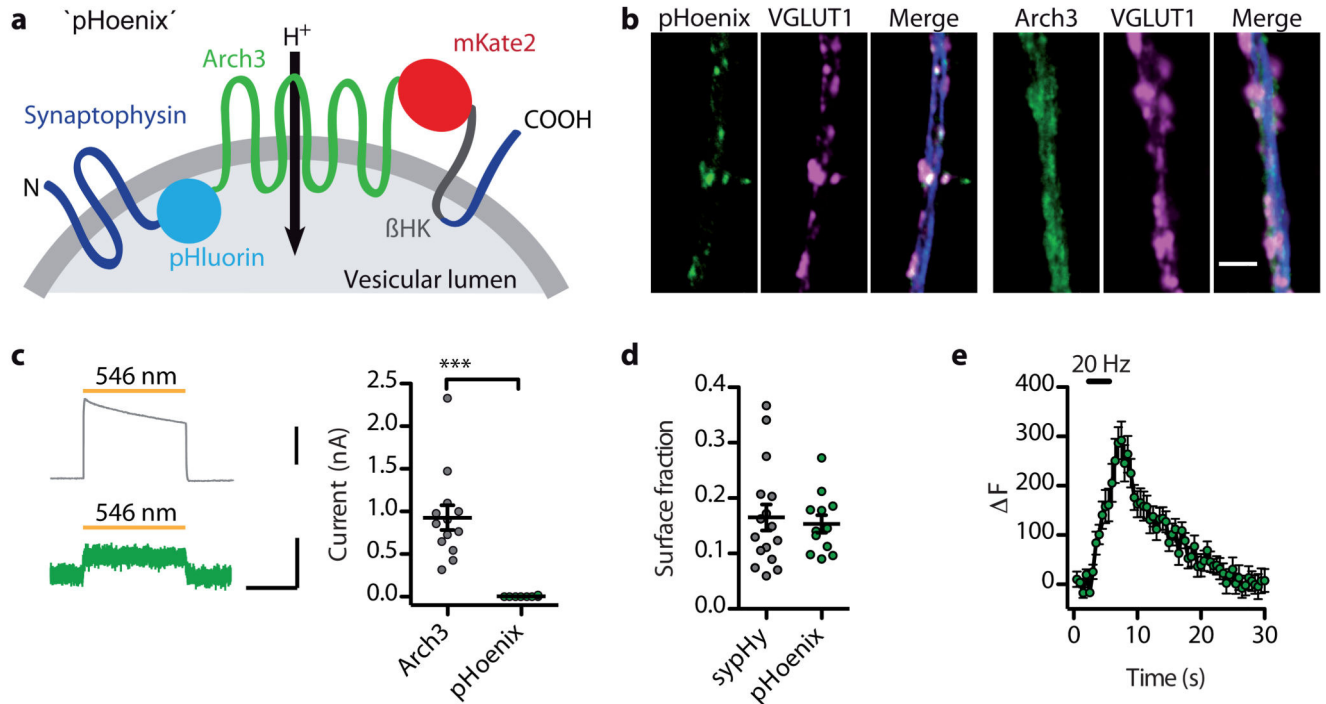 a
`pHoenix´
H+
Arch3
mKate2
Synaptophysin
COOH
N
ßHK
pHluorin
Vesicular lumen
b
pHoenix VGLUT1 Merge Arch3 VGLUT1 Merge
c
546 nm
546 nm
***
2.5
2.0
1.5
1.0
0.5
0.0
Current (nA)
Arch3
pHoenix
d
0.4
0.3
0.2
0.1
0.0
Surface fraction
sypHy
pHoenix
e
20 Hz
400
300
200
100
0
ΔF
0 10 20 30
Time (s)